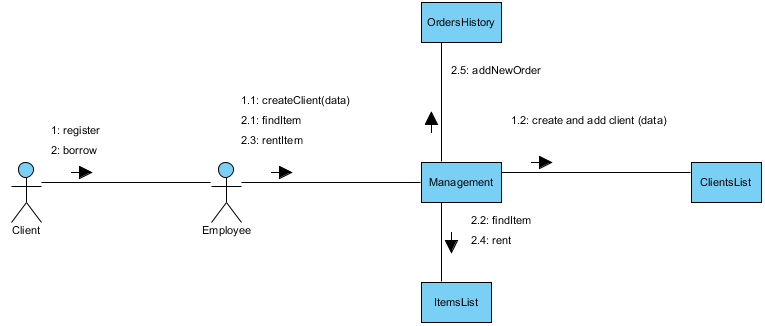 OrdersHistory
2.5: addNewOrder
1.1: createClient(data)
2.1: findItem
2.3: rentItem
1.2: create and add client (data)
1: register
2: borrow
Management
ClientsList
Client
Employee
2.2: findItem
2.4: rent
ItemsList